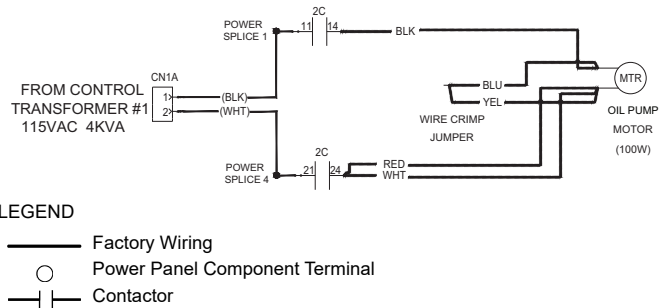 2C
POWER
SPLICE 1
11 14
BLK
CN1A
FROM CONTROL
TRANSFORMER #1
115VAC 4KVA
1
(BLK)
2
(WHT)
BLU
YEL
MTR
WIRE CRIMP
JUMPER
OIL PUMP
MOTOR
(100W)
2C
POWER
SPLICE 4
21 24
RED
WHT
LEGEND
Factory Wiring
Power Panel Component Terminal
Contactor